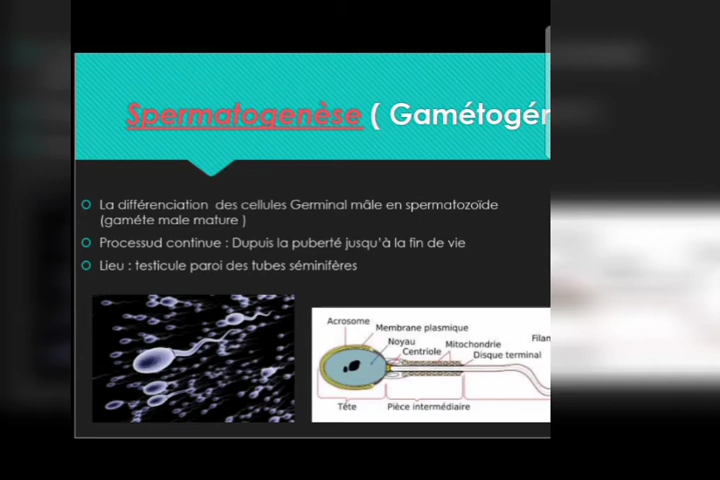 Spermatogenèse ( Gamétogér
La différenciation des cellules Germinal mâle en spermatozoïde
(gaméte male mature )
Processud continue : Dupuis la puberté jusqu'à la fin de vie
Lieu : testicule paroi des tubes séminifères
Acrosome
Membrane plasmique
Noyau
Filan
Mitochondrie
Centriole
Disque terminal
Tête
Pièce intermédiaire